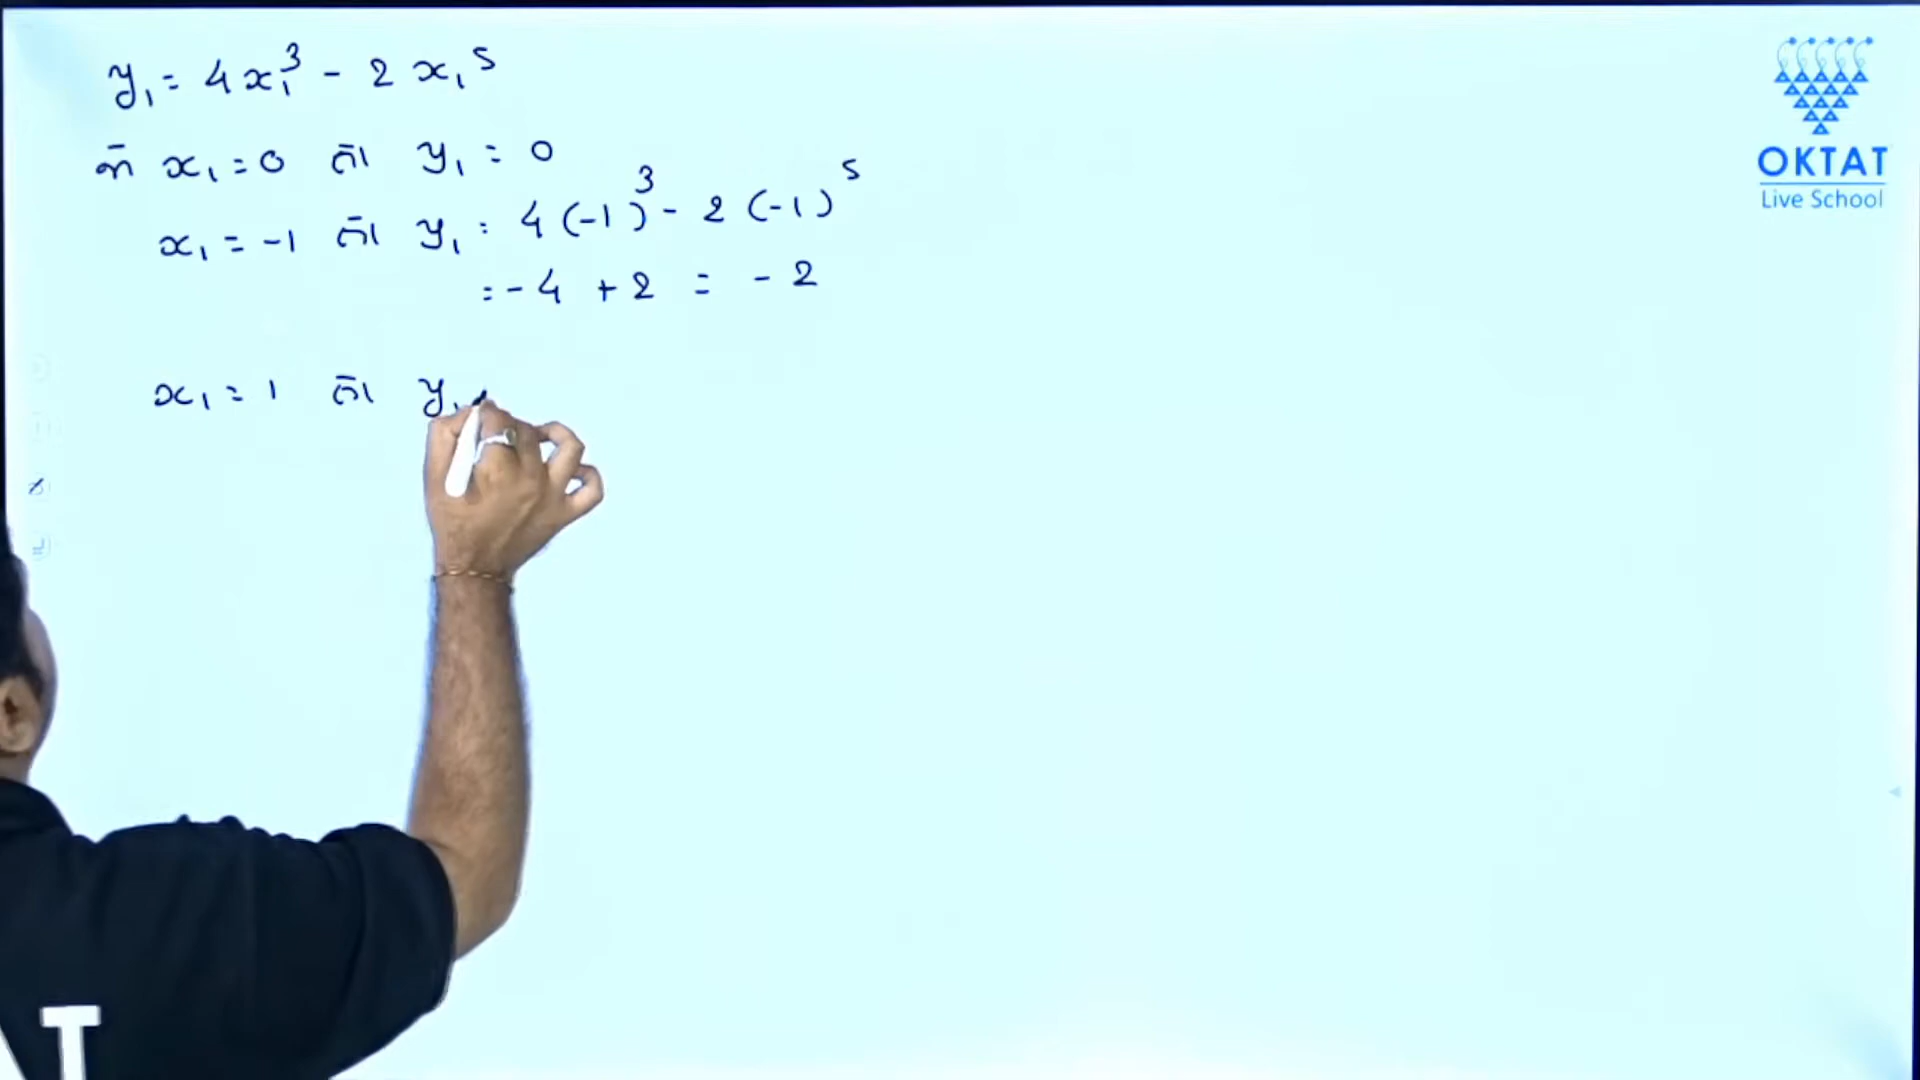 y₁ = 4x₁³ - 2x₁⁵
જો x₁ = 0 તો y₁ = 0
x₁ = -1 તો y₁ = 4(-1)³ - 2(-1)⁵
= -4 + 2 = -2
x₁ = 1 તો y₁
OKTAT
Live School